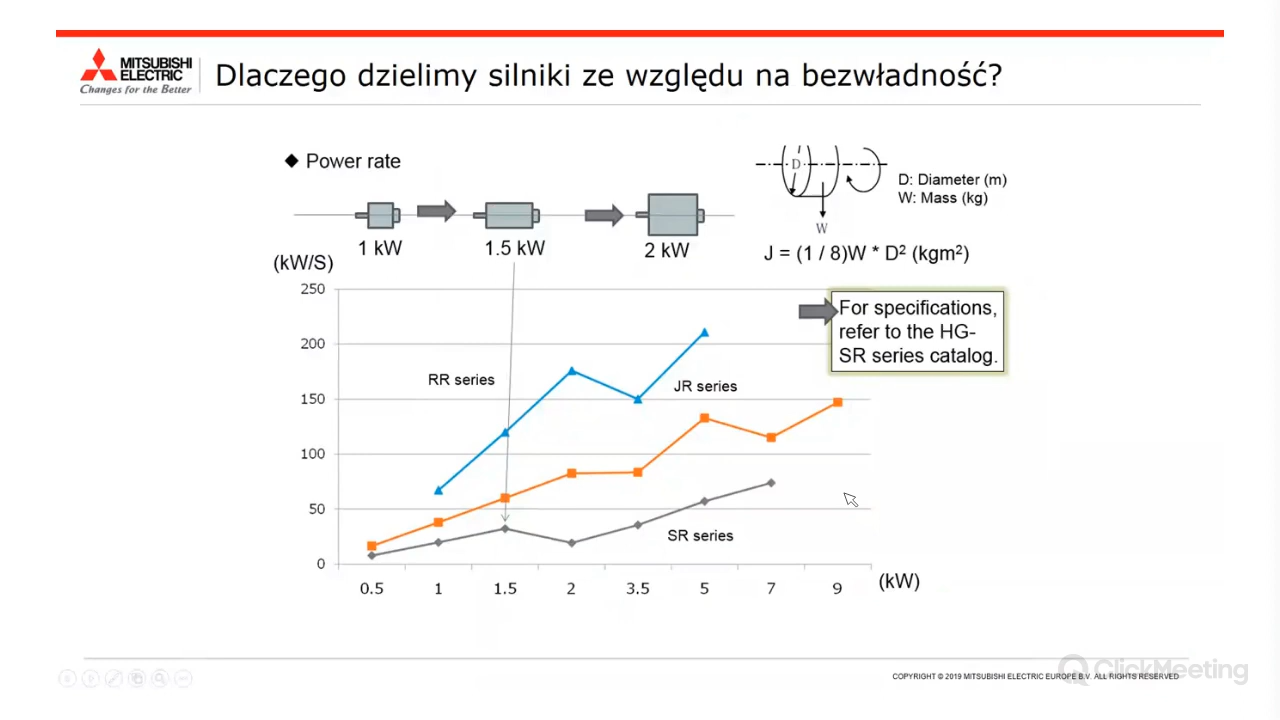 MITSUBISHI
ELECTRIC
Changes for the Better
Dlaczego dzielimy silniki ze względu na bezwładność?
◆ Power rate
1 kW
1.5 kW
2 kW
D
W
D: Diameter (m)
W: Mass (kg)
J = (1 / 8)W * D² (kgm²)
(kW/S)
250
200
150
100
50
0
RR series
JR series
SR series
For specifications,
refer to the HG-
SR series catalog.
0.5 1 1.5 2 3.5 5 7 9
(kW)
COPYRIGHT © 2019 MITSUBISHI ELECTRIC EUROPE B.V. ALL RIGHTS RESERVED
ClickMeeting